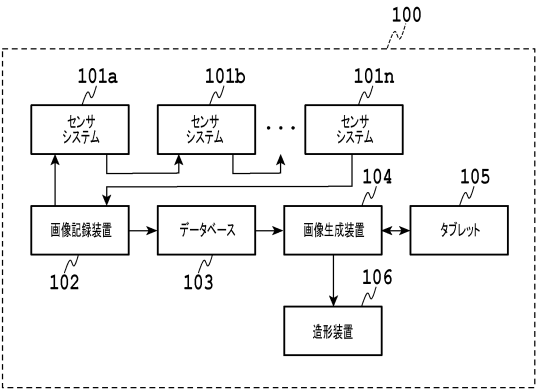 100
101a
101b
101n
センサ
システム
センサ
システム
・・・
センサ
システム
104
105
画像記録装置
データベース
画像生成装置
タブレット
102
103
106
造形装置